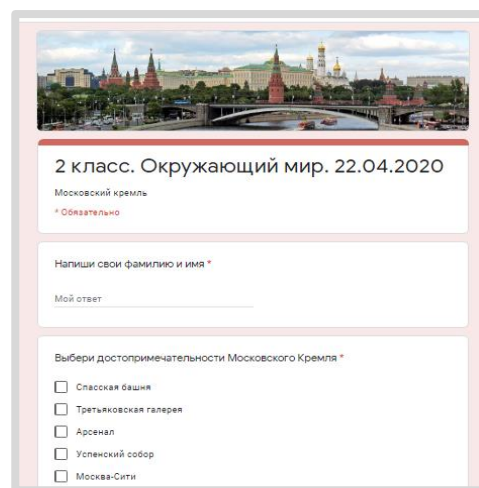 2 класс. Окружающий мир. 22.04.2020
Московский кремль
* Обязательно
Напиши свои фамилию и имя *
Мой ответ
Выбери достопримечательности Московского Кремля *
Спасская башня
Третьяковская галерея
Арсенал
Успенский собор
Москва-Сити